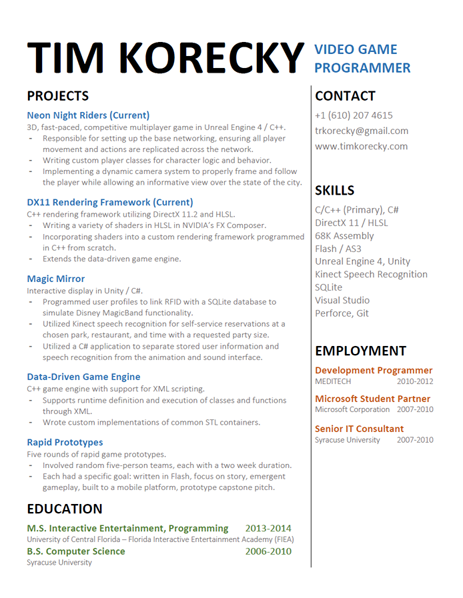 TIM KORECKY
VIDEO GAME
PROGRAMMER
PROJECTS
Neon Night Riders (Current)
3D, fast-paced, competitive multiplayer game in Unreal Engine 4 / C++.
- Responsible for setting up the base networking, ensuring all player
movement and actions are replicated across the network.
- Writing custom player classes for character logic and behavior.
- Implementing a dynamic camera system to properly frame and follow
the player while allowing an informative view over the state of the city.
DX11 Rendering Framework (Current)
C++ rendering framework utilizing DirectX 11.2 and HLSL.
- Writing a variety of shaders in HLSL in NVIDIA's FX Composer.
- Incorporating shaders into a custom rendering framework programmed
in C++ from scratch.
- Extends the data-driven game engine.
Magic Mirror
Interactive display in Unity / C#.
- Programmed user profiles to link RFID with a SQLite database to
simulate Disney MagicBand functionality.
- Utilized Kinect speech recognition for self-service reservations at a
chosen park, restaurant, and time with a requested party size.
- Utilized a C# application to separate stored user information and
speech recognition from the animation and sound interface.
Data-Driven Game Engine
C++ game engine with support for XML scripting.
- Supports runtime definition and execution of classes and functions
through XML.
- Wrote custom implementations of common STL containers.
Rapid Prototypes
Five rounds of rapid game prototypes.
- Involved random five-person teams, each with a two week duration.
- Each had a specific goal: written in Flash, focus on story, emergent
gameplay, built to a mobile platform, prototype capstone pitch.
EDUCATION
M.S. Interactive Entertainment, Programming 2013-2014
University of Central Florida – Florida Interactive Entertainment Academy (FIEA)
B.S. Computer Science 2006-2010
Syracuse University
CONTACT
+1 (610) 207 4615
trkorecky@gmail.com
www.timkorecky.com
SKILLS
C/C++ (Primary), C#
DirectX 11 / HLSL
68K Assembly
Flash / AS3
Unreal Engine 4, Unity
Kinect Speech Recognition
SQLite
Visual Studio
Perforce, Git
EMPLOYMENT
Development Programmer
MEDITECH 2010-2012
Microsoft Student Partner
Microsoft Corporation 2007-2010
Senior IT Consultant
Syracuse University 2007-2010